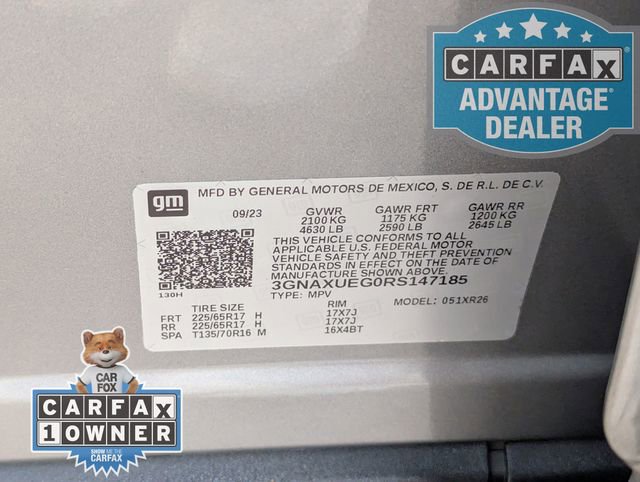 CARFAX
ADVANTAGE®
DEALER
gm MFD BY GENERAL MOTORS DE MEXICO, S. DE R.L. DE C.V.
09/23 GVWR GAWR FRT GAWR RR
2100 KG 1175 KG 1200 KG
4630 LB 2590 LB 2645 LB
THIS VEHICLE CONFORMS TO ALL
APPLICABLE U.S. FEDERAL MOTOR
VEHICLE SAFETY AND THEFT PREVENTION
STANDARDS IN EFFECT ON THE DATE OF
MANUFACTURE SHOWN ABOVE.
3GNAXUEG0RS147185
130H TYPE: MPV MODEL: 051XR26
TIRE SIZE RIM
FRT 225/65R17 H 17X7J
RR 225/65R17 H 17X7J
SPA T135/70R16 M 16X4BT
CAR
FOX
CARFAX
1 OWNER
SHOW ME THE
CARFAX